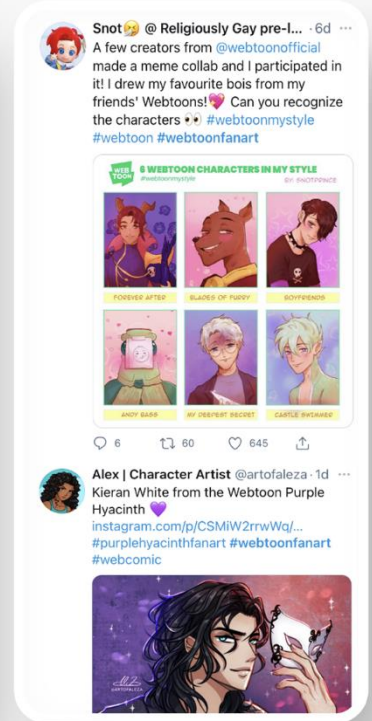 Snot🤧 @ Religiously Gay pre-l... · 6d ···
A few creators from @webtoonofficial
made a meme collab and I participated in
it! I drew my favourite bois from my
friends' Webtoons!💖 Can you recognize
the characters 👀 #webtoonmystyle
#webtoon #webtoonfanart
WEB
TOON
6 WEBTOON CHARACTERS IN MY STYLE
#webtoonmystyle
BY: SNOTPRINCE
FOREVER AFTER
BLADES OF FURRY
BOYFRIENDS
ANDY BASS
MY DEEPEST SECRET
CASTLE SWIMMER
6 60 645
Alex | Character Artist @artofaleza · 1d ···
Kieran White from the Webtoon Purple
Hyacinth 💜
instagram.com/p/CSMiW2rrwWq/...
#purplehyacinthfanart #webtoonfanart
#webcomic
@ARTOFALEZA